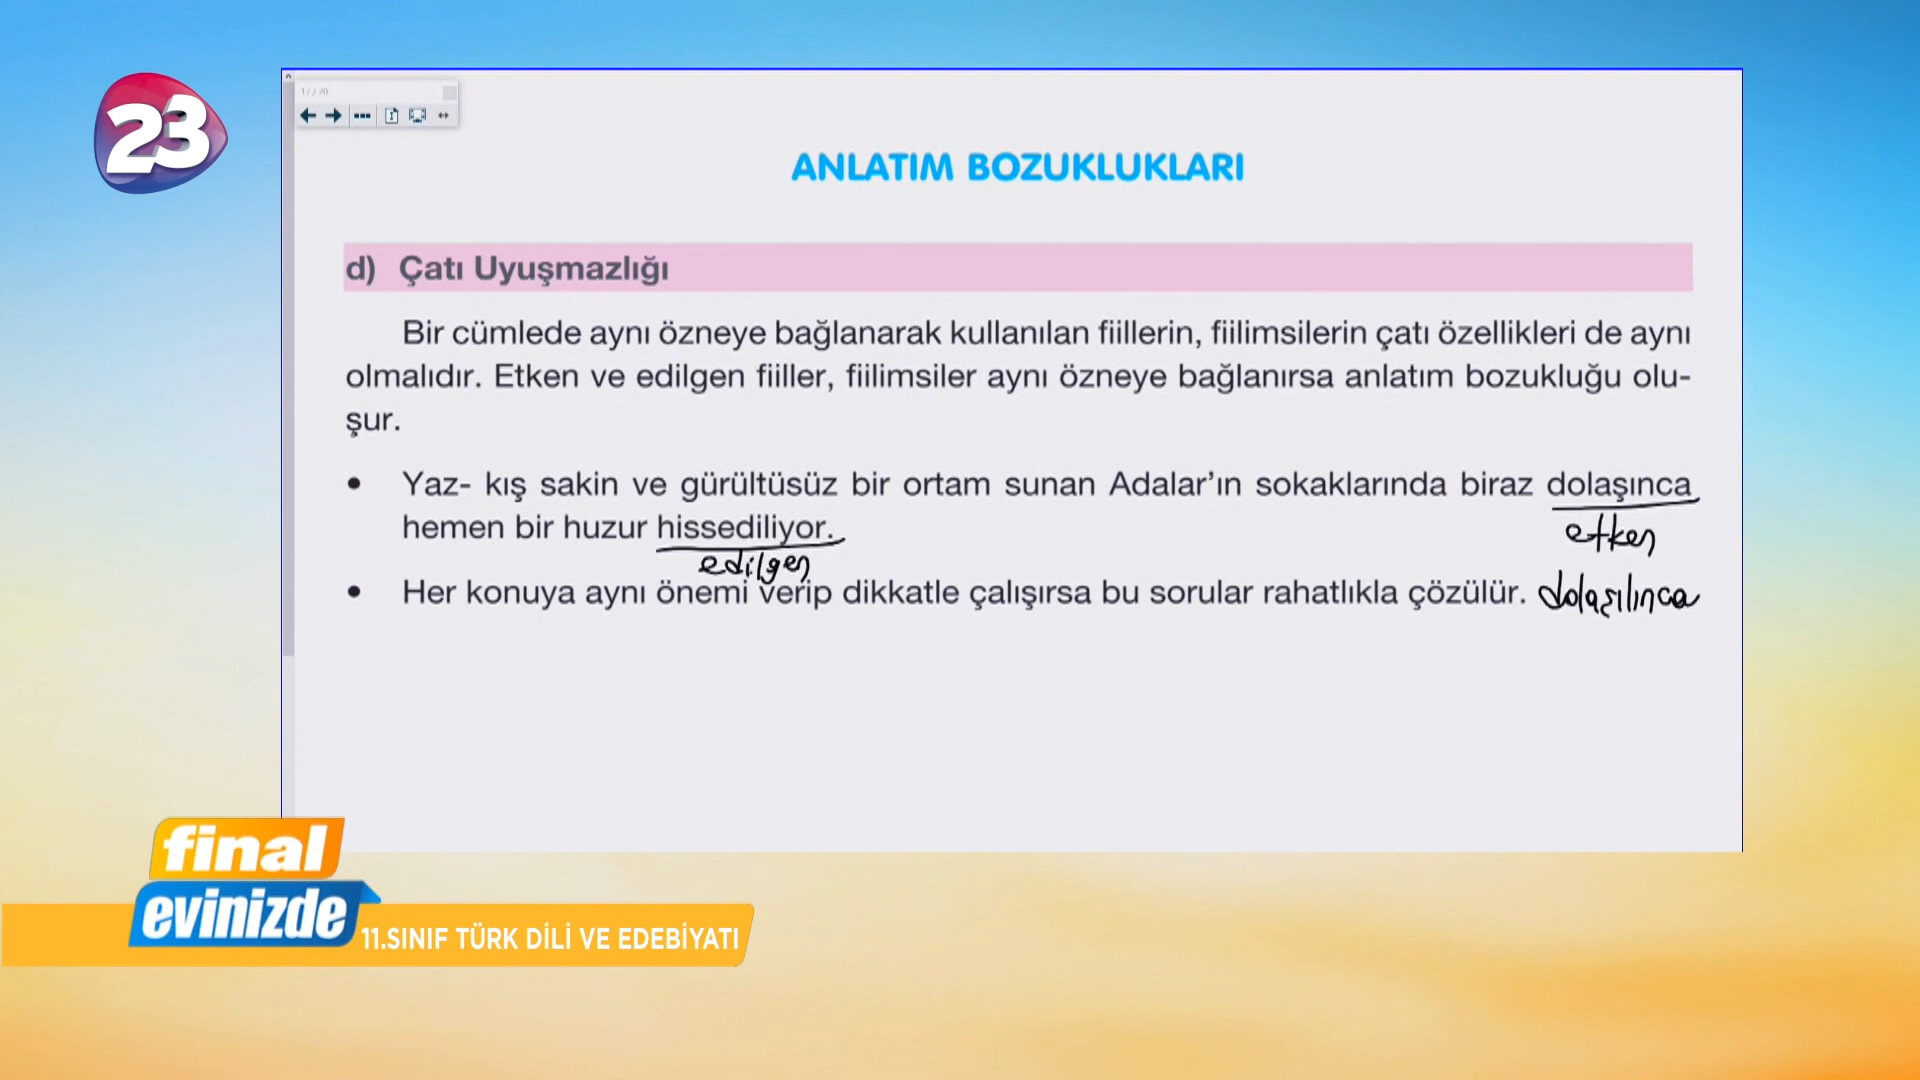 23
17 / 20
ANLATIM BOZUKLUKLARI
d) Çatı Uyuşmazlığı
Bir cümlede aynı özneye bağlanarak kullanılan fiillerin, fiilimsilerin çatı özellikleri de aynı
olmalıdır. Etken ve edilgen fiiller, fiilimsiler aynı özneye bağlanırsa anlatım bozukluğu olu-
şur.
• Yaz- kış sakin ve gürültüsüz bir ortam sunan Adalar’ın sokaklarında biraz dolaşınca
hemen bir huzur hissediliyor.
etken
edilgen
• Her konuya aynı önemi verip dikkatle çalışırsa bu sorular rahatlıkla çözülür.
dolaşılınca
final
evinizde
11.SINIF TÜRK DİLİ VE EDEBİYATI